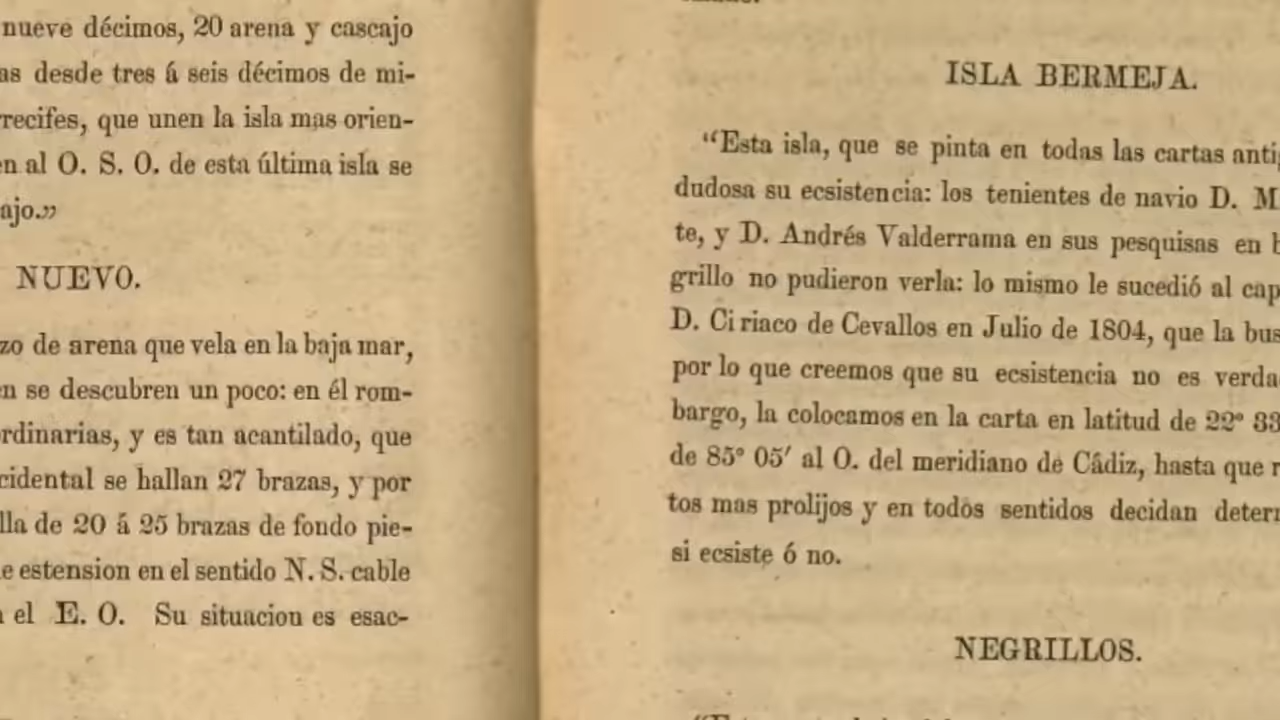 nueve décimos, 20 arena y cascajo
as desde tres á seis décimos de mi-
rrecifes, que unen la isla mas orien-
en al O. S. O. de esta última isla se
ajo.”
NUEVO.
zo de arena que vela en la baja mar,
en se descubren un poco: en él rom-
rdinarias, y es tan acantilado, que
cidental se hallan 27 brazas, y por
lla de 20 á 25 brazas de fondo pie-
e estension en el sentido N. S. cable
el E. O. Su situacion es esac-
ISLA BERMEJA.
“Esta isla, que se pinta en todas las cartas anti
dudosa su ecsistencia: los tenientes de navio D. M
te, y D. Andrés Valderrama en sus pesquisas en
grillo no pudieron verla: lo mismo le sucedió al cap
D. Ciriaco de Cevallos en Julio de 1804, que la bus
por lo que creemos que su ecsistencia no es verda
bargo, la colocamos en la carta en latitud de 22° 33
de 85° 05′ al O. del meridiano de Cádiz, hasta que
tos mas prolijos y en todos sentidos decidan deter
si ecsiste ó no.
NEGRILLOS.